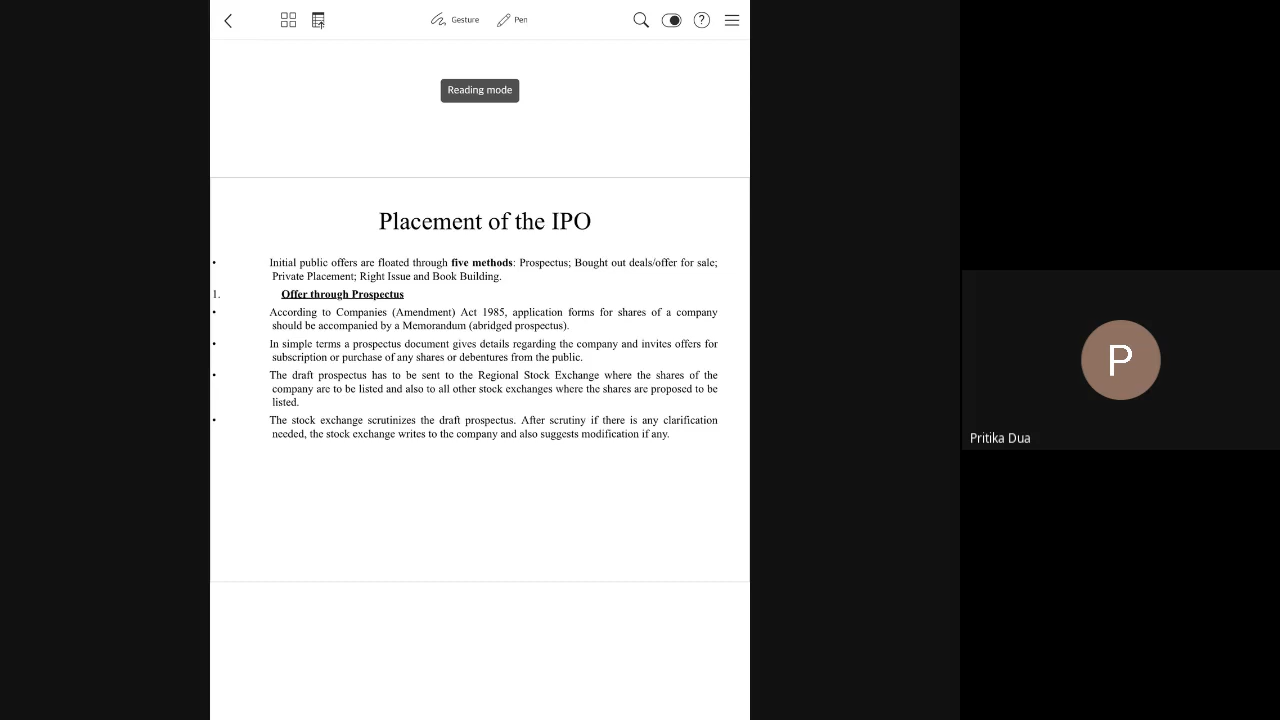 Gesture
Pen
Reading mode
Placement of the IPO
• Initial public offers are floated through five methods: Prospectus; Bought out deals/offer for sale;
Private Placement; Right Issue and Book Building.
1. Offer through Prospectus
• According to Companies (Amendment) Act 1985, application forms for shares of a company
should be accompanied by a Memorandum (abridged prospectus).
• In simple terms a prospectus document gives details regarding the company and invites offers for
subscription or purchase of any shares or debentures from the public.
• The draft prospectus has to be sent to the Regional Stock Exchange where the shares of the
company are to be listed and also to all other stock exchanges where the shares are proposed to be
listed.
• The stock exchange scrutinizes the draft prospectus. After scrutiny if there is any clarification
needed, the stock exchange writes to the company and also suggests modification if any.
P
Pritika Dua